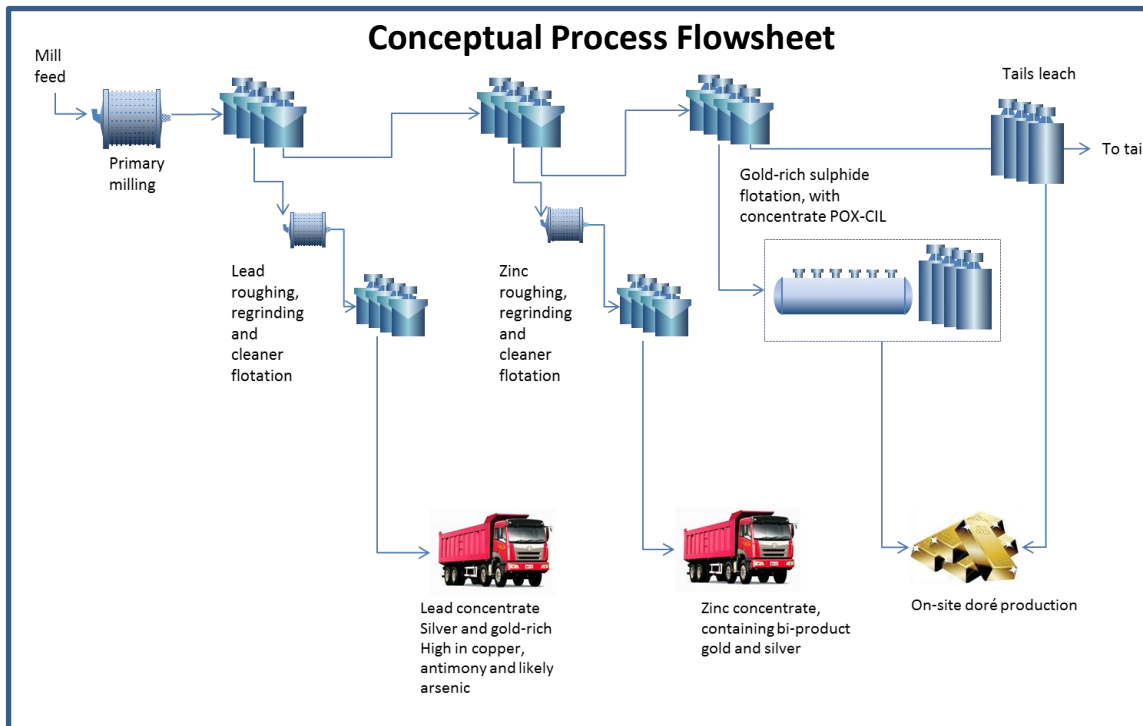 Conceptual Process Flowsheet
Mill
feed
Primary
milling
Tails leach
To tail
Gold-rich sulphide
flotation, with
concentrate POX-CIL
Lead
roughing,
regrinding
and
cleaner
flotation
Zinc
roughing,
regrinding
and
cleaner
flotation
Lead concentrate
Silver and gold-rich
High in copper,
antimony and likely
arsenic
Zinc concentrate,
containing bi-product
gold and silver
On-site doré production